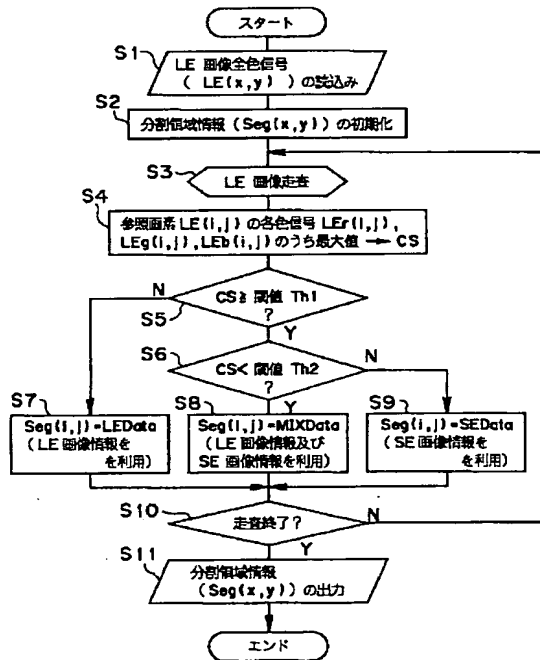 スタート
S1
LE 画像全色信号
( LE(x,y) ) の読込み
S2
分割領域情報 (Seg(x,y)) の初期化
S3
LE 画像走査
S4
参照画素 LE(i,j) の各色信号 LEr(i,j),
LEg(i,j),LEb(i,j)のうち最大値 → CS
N
CS≧ 閾値 Th1
?
S5
Y
S6
CS< 閾値 Th2
?
N
Y
S7
Seg(i,j)=LEData
(LE 画像情報を
を利用)
S8
Seg(i,j)=MIXData
(LE 画像情報及び
SE 画像情報を利用)
S9
Seg(i,j)=SEData
(SE 画像情報を
を利用)
S10
走査終了?
N
Y
S11
分割領域情報
(Seg(x,y)) の出力
エンド